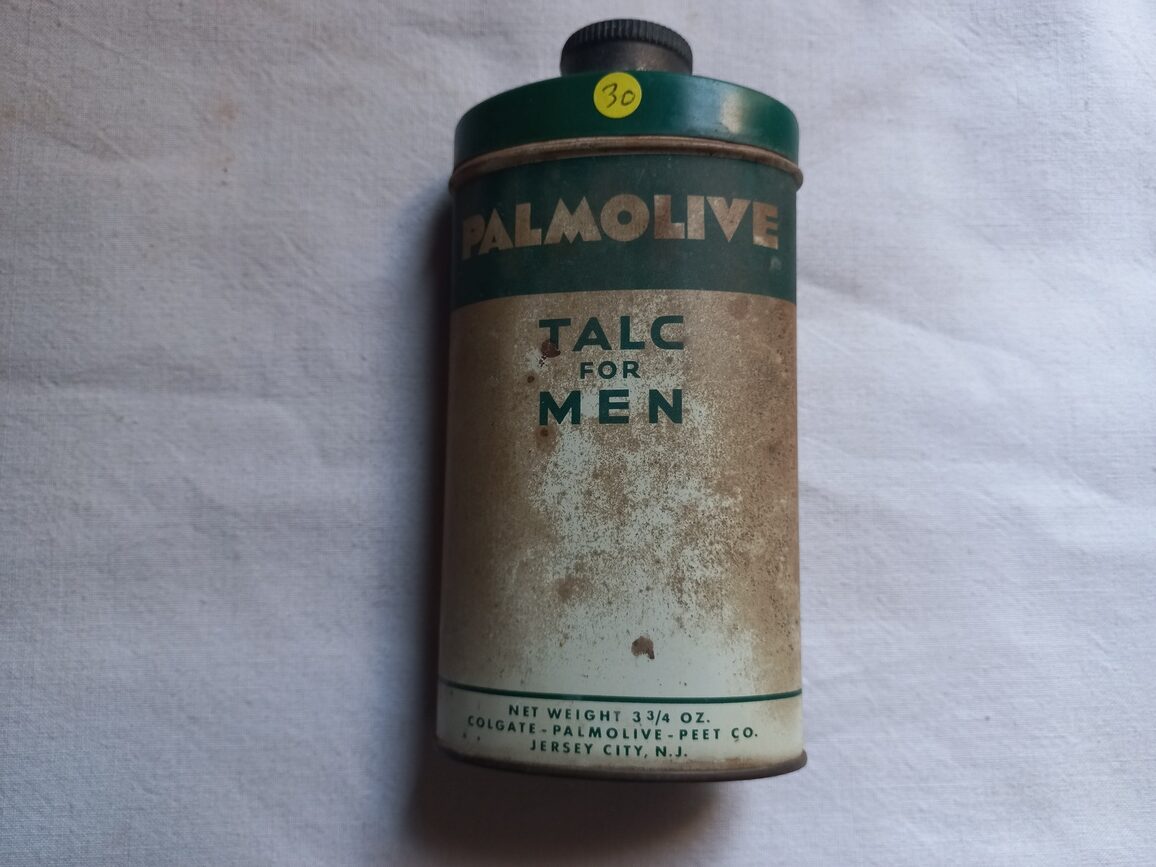 30
PALMOLIVE
TALC
FOR
MEN
NET WEIGHT 3 3/4 OZ.
COLGATE-PALMOLIVE-PEET CO.
JERSEY CITY, N.J.